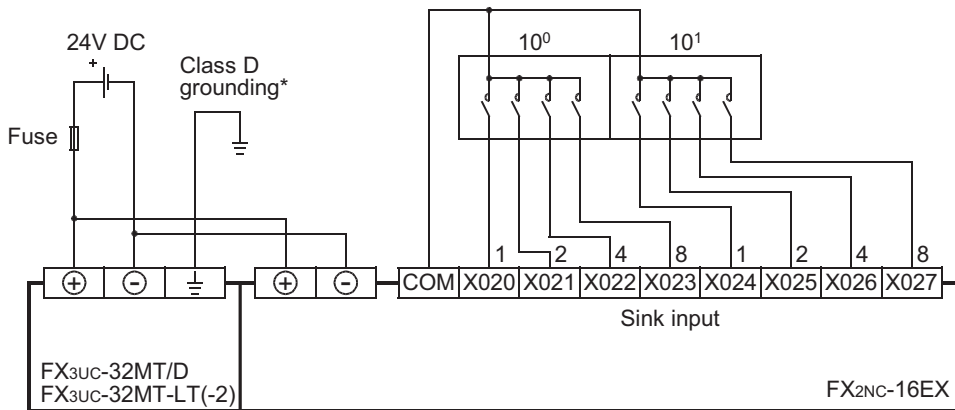 24V DC
+
Class D
grounding*
Fuse
10⁰ 10¹
1 2 4 8 1 2 4 8
+ - + - COM X020 X021 X022 X023 X024 X025 X026 X027
Sink input
FX3UC-32MT/D
FX3UC-32MT-LT(-2)
FX2NC-16EX